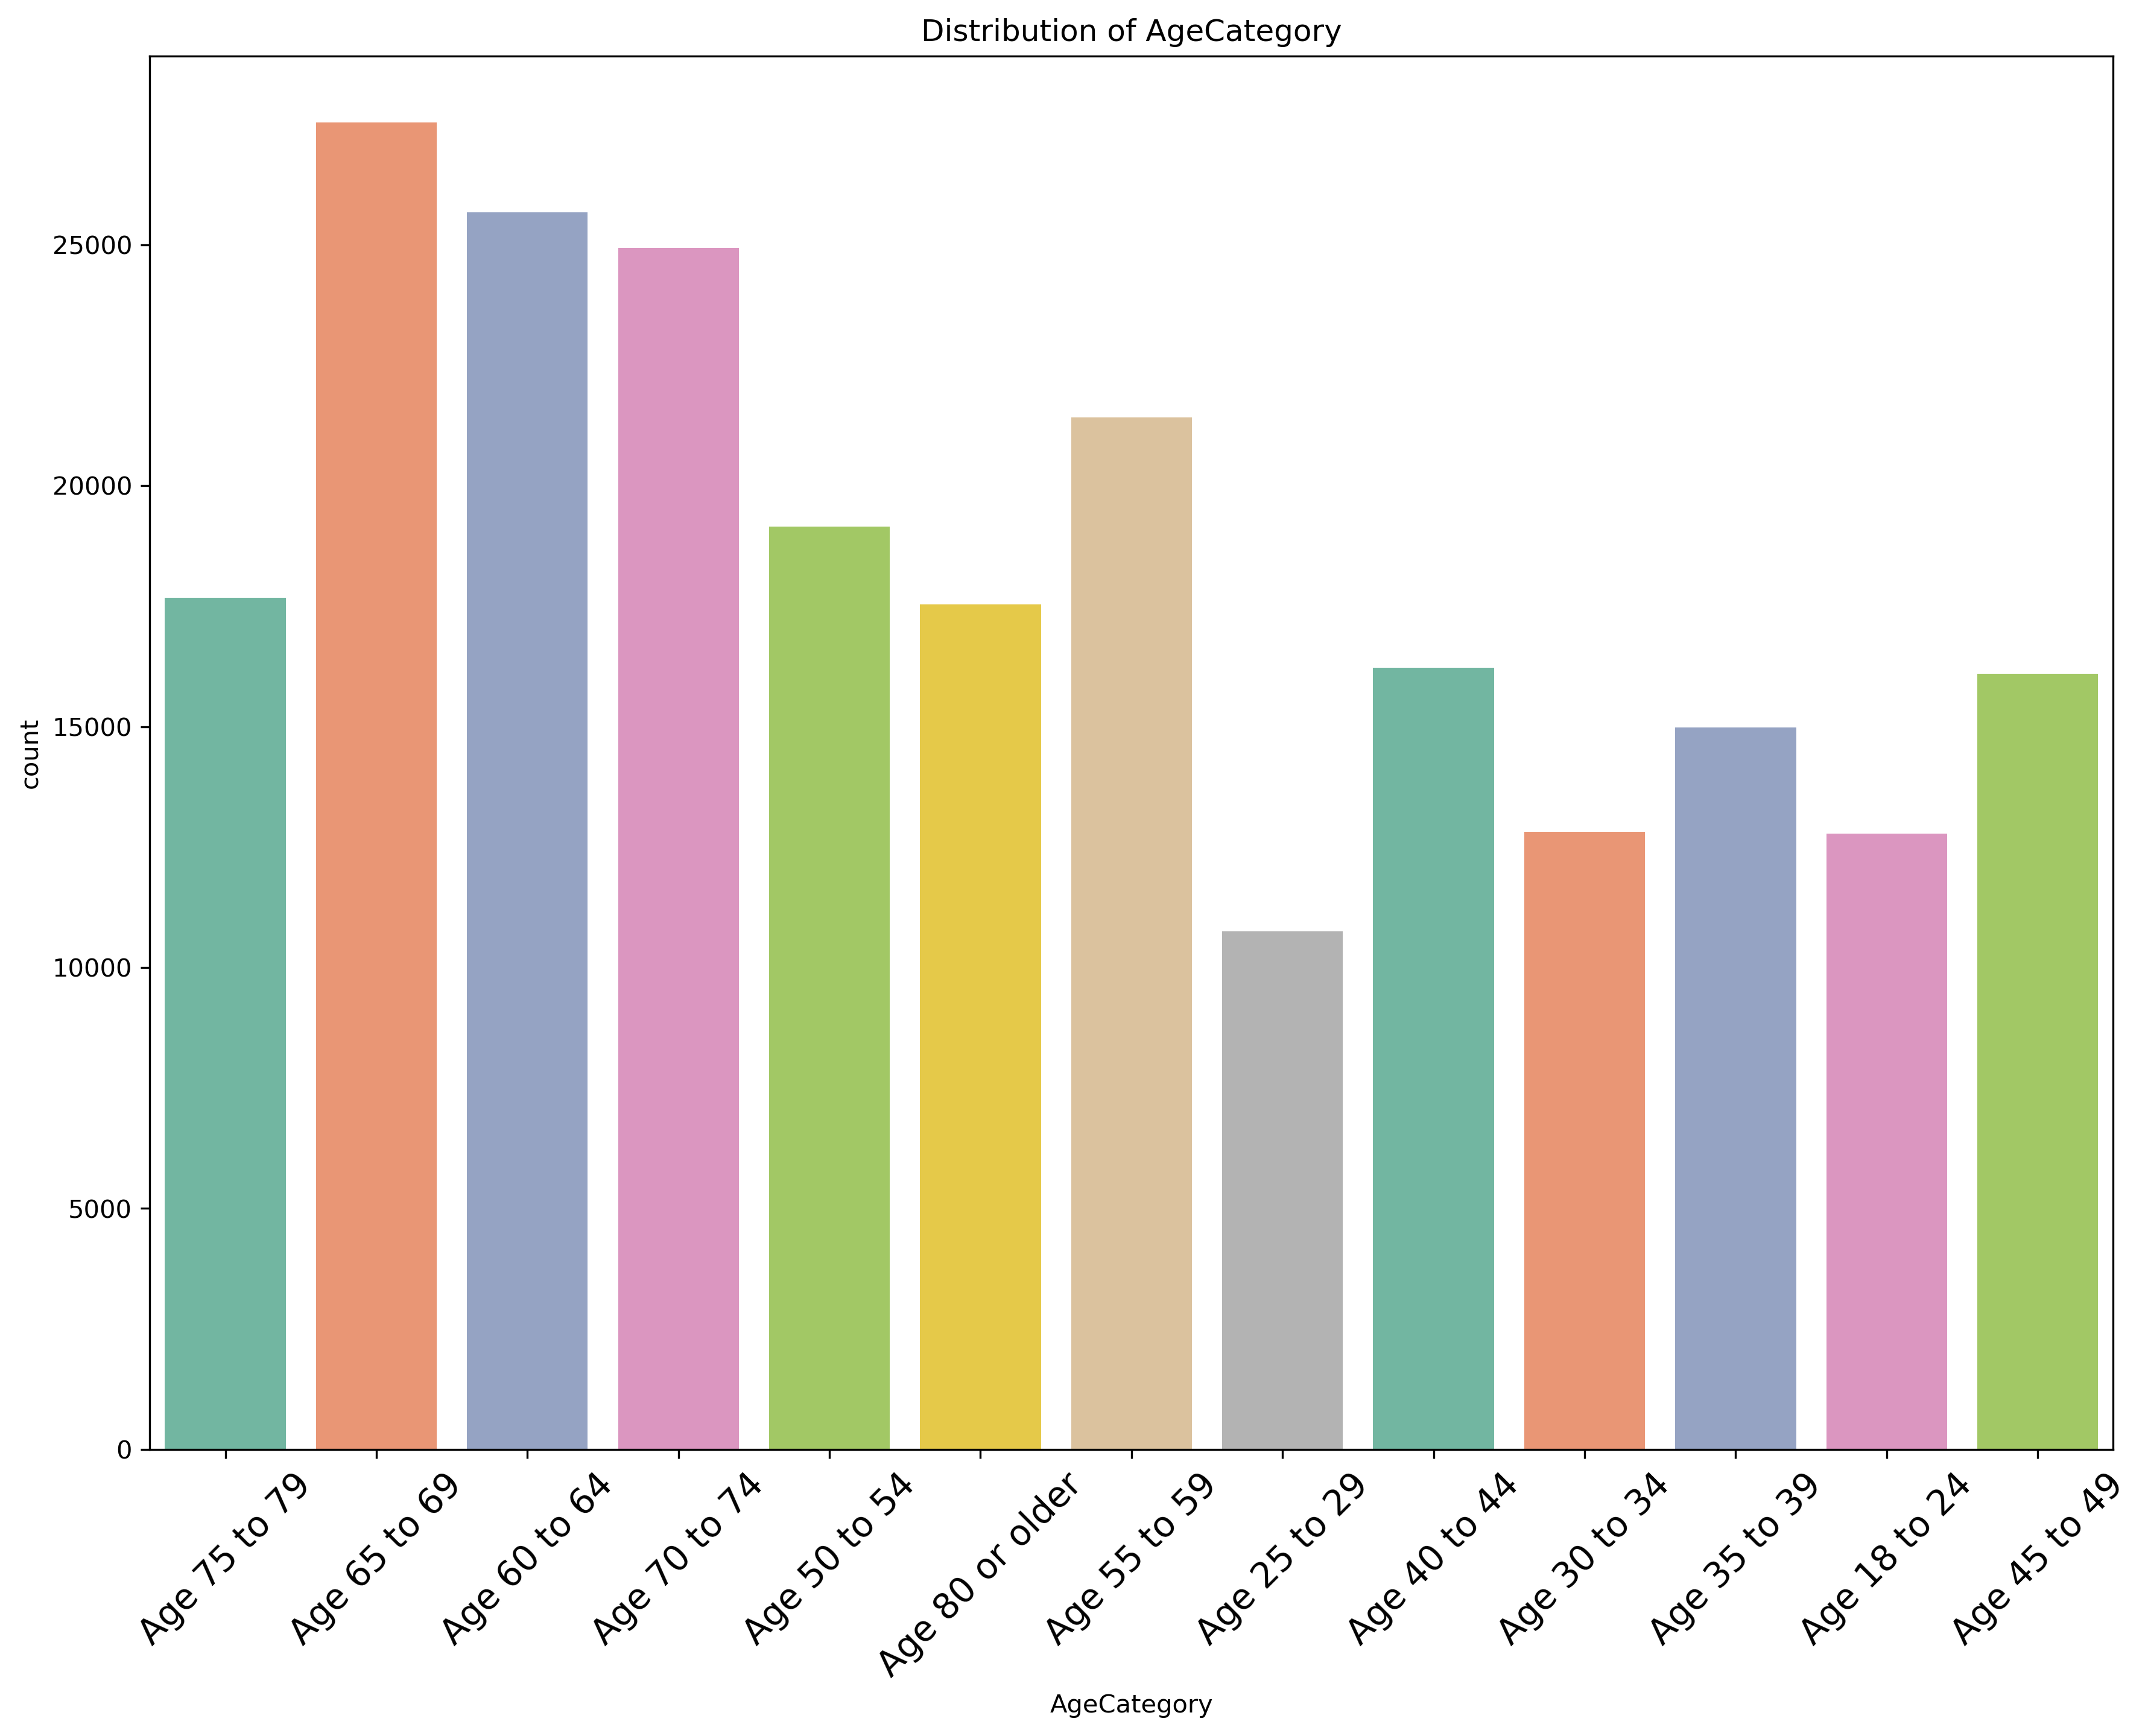 Distribution of AgeCategory
count
25000
20000
15000
10000
5000
0
Age 75 to 79
Age 65 to 69
Age 60 to 64
Age 70 to 74
Age 50 to 54
Age 80 or older
Age 55 to 59
Age 25 to 29
Age 40 to 44
Age 30 to 34
Age 35 to 39
Age 18 to 24
Age 45 to 49
AgeCategory